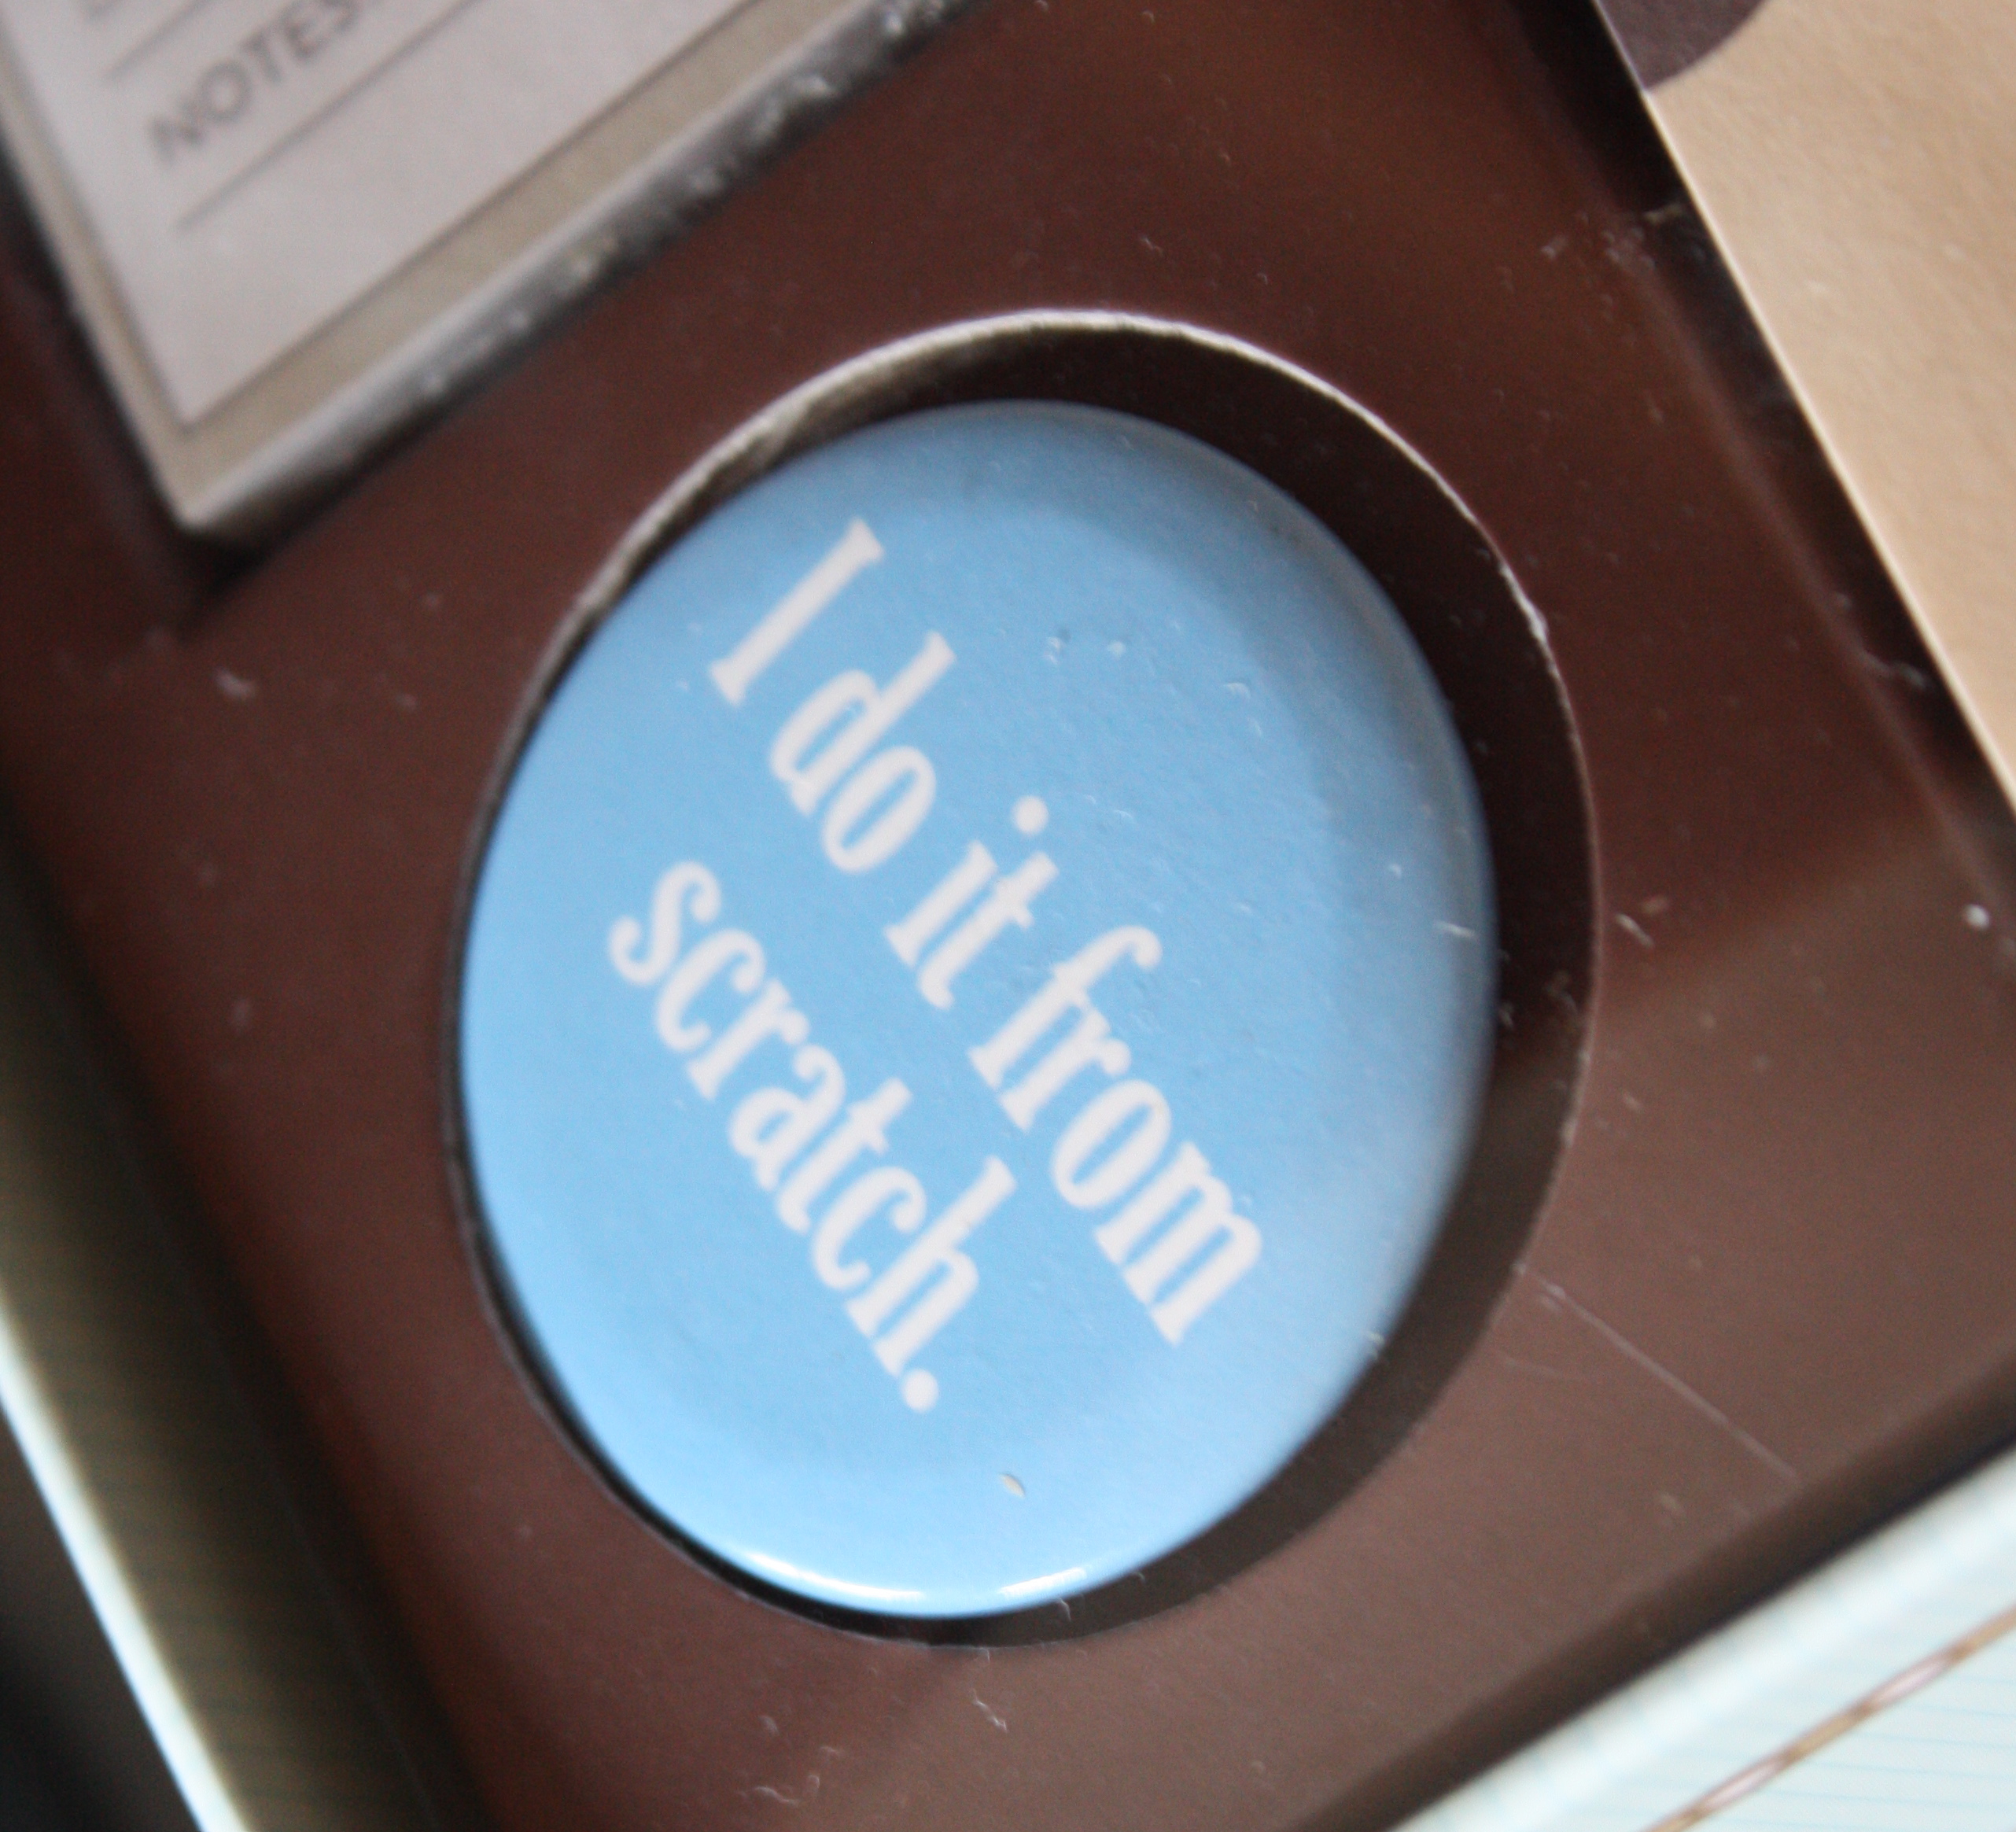 NOTES
I do it from
scratch.